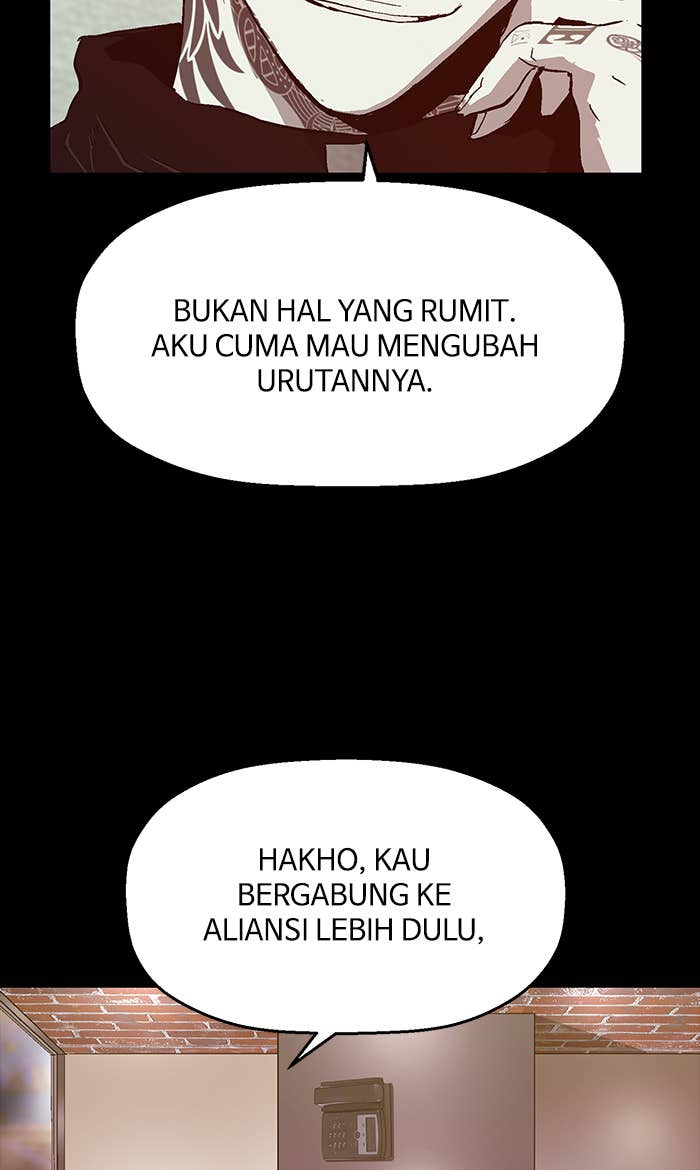 BUKAN HAL YANG RUMIT.
AKU CUMA MAU MENGUBAH
URUTANNYA.
HAKHO, KAU
BERGABUNG KE
ALIANSI LEBIH DULU,